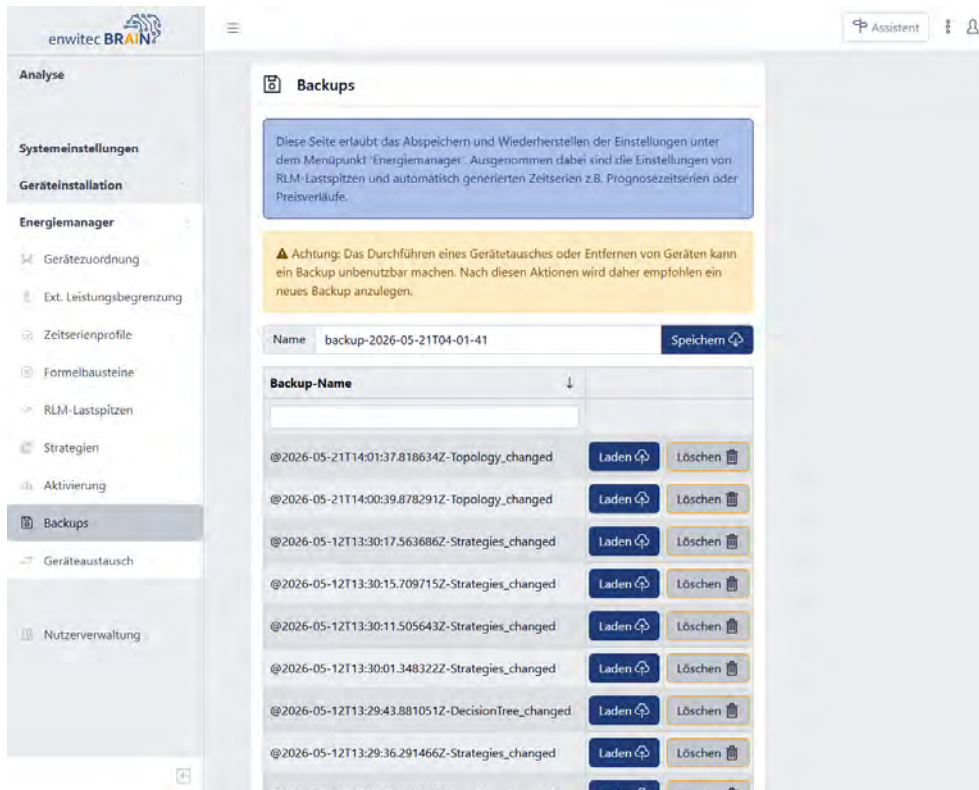 enwitec BRAIN
Assistent
Analyse
Systemeinstellungen
Geräteinstallation
Energiemanager
Gerätezuordnung
Ext. Leistungsbegrenzung
Zeitserienprofile
Formelbausteine
RLM-Lastspitzen
Strategien
Aktivierung
Backups
Geräteaustausch
Nutzerverwaltung
Backups
Diese Seite erlaubt das Abspeichern und Wiederherstellen der Einstellungen unter
dem Menüpunkt 'Energiemanager'. Ausgenommen dabei sind die Einstellungen von
RLM-Lastspitzen und automatisch generierten Zeitserien z.B. Prognosezeitserien oder
Preisverläufe.
Achtung: Das Durchführen eines Gerätetausches oder Entfernen von Geräten kann
ein Backup unbenutzbar machen. Nach diesen Aktionen wird daher empfohlen ein
neues Backup anzulegen.
Name backup-2026-05-21T04-01-41 Speichern
Backup-Name ↓
@2026-05-21T14:01:37.818634Z-Topology_changed Laden Löschen
@2026-05-21T14:00:39.878291Z-Topology_changed Laden Löschen
@2026-05-12T13:30:17.563686Z-Strategies_changed Laden Löschen
@2026-05-12T13:30:15.709715Z-Strategies_changed Laden Löschen
@2026-05-12T13:30:11.505643Z-Strategies_changed Laden Löschen
@2026-05-12T13:30:01.348322Z-Strategies_changed Laden Löschen
@2026-05-12T13:29:43.881051Z-DecisionTree_changed Laden Löschen
@2026-05-12T13:29:36.291466Z-Strategies_changed Laden Löschen